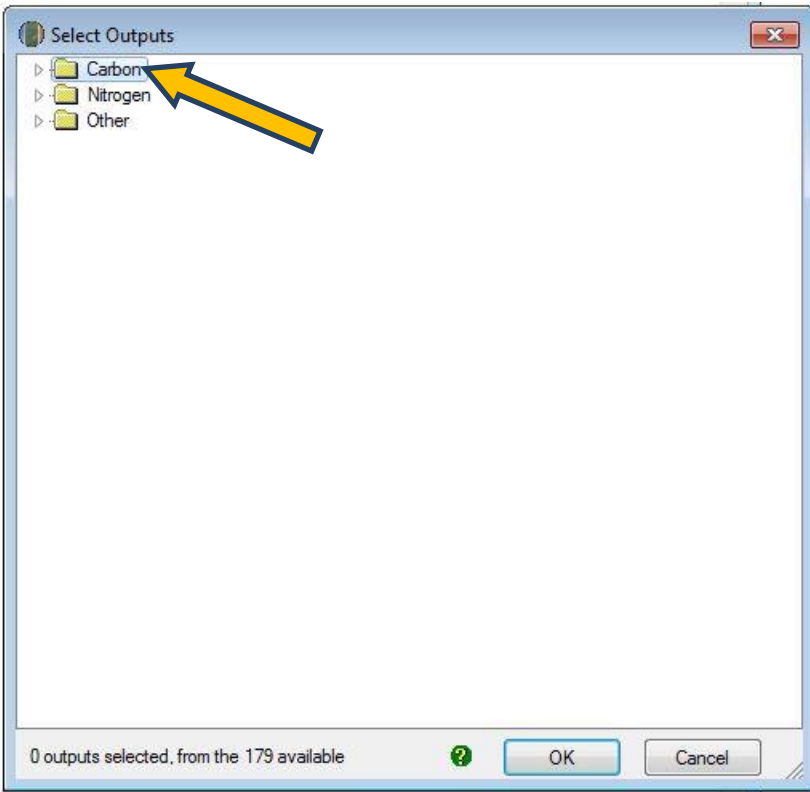 Select Outputs
Carbon
Nitrogen
Other
0 outputs selected, from the 179 available
?
OK
Cancel